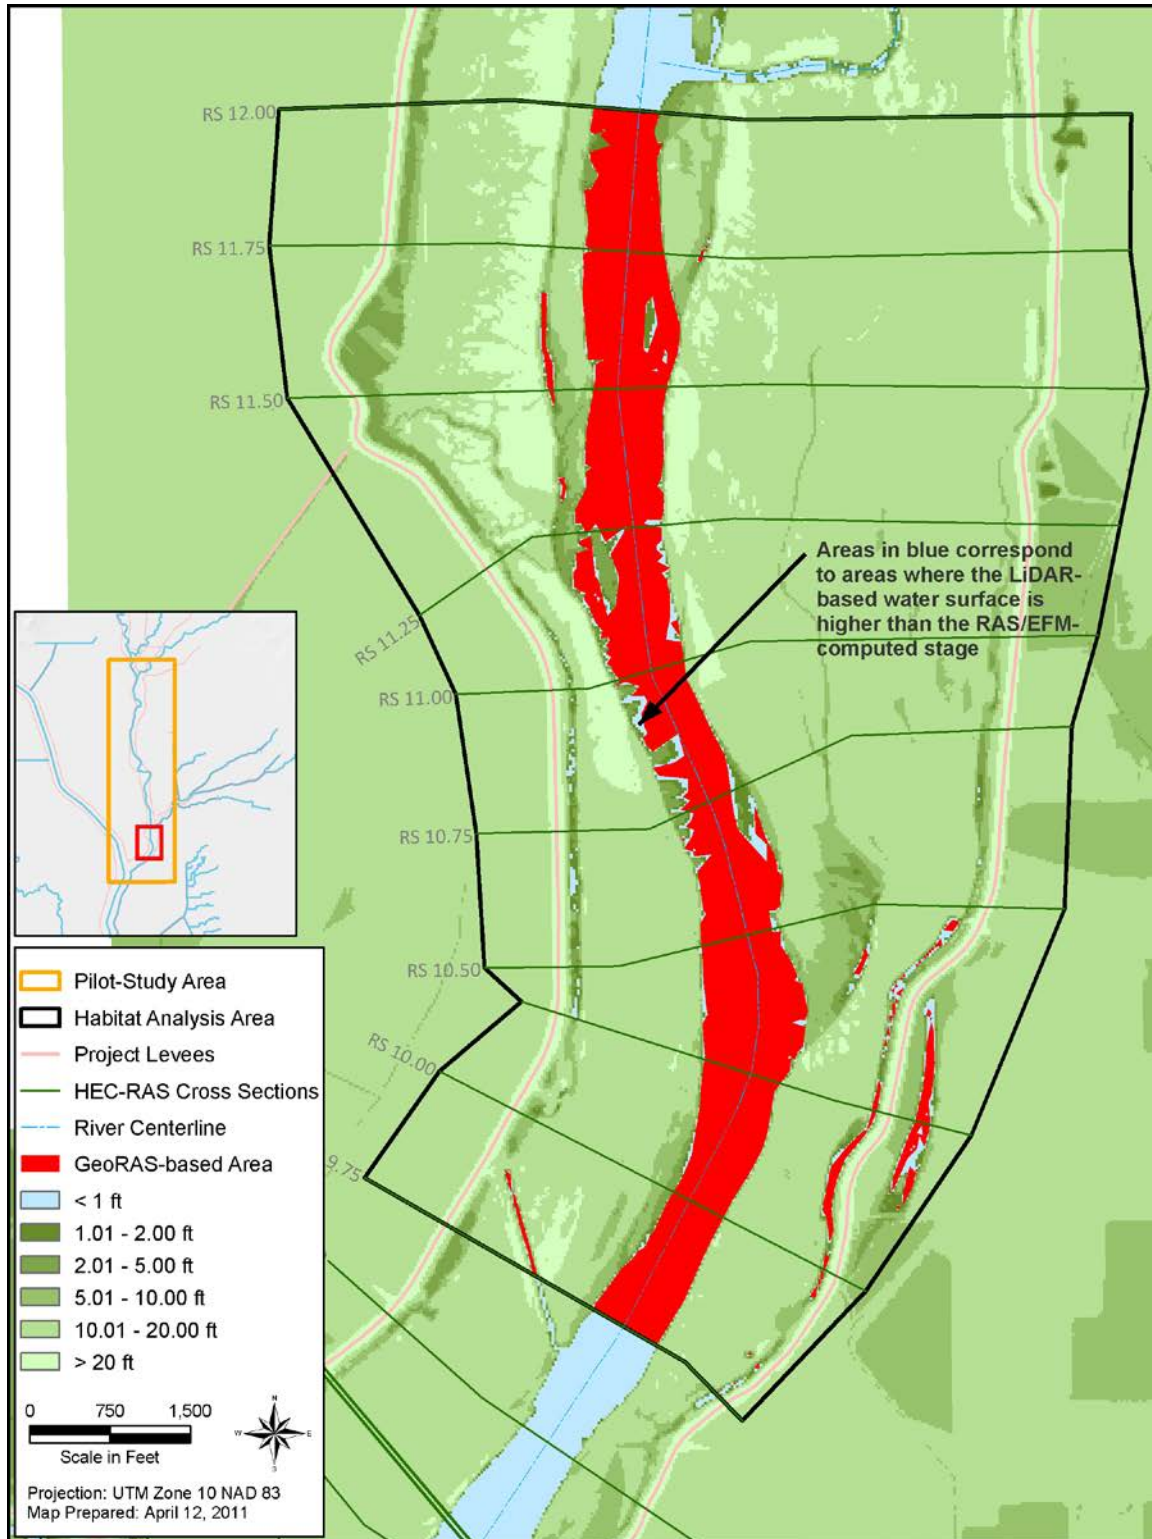 RS 12.00
RS 11.75
RS 11.50
Areas in blue correspond
to areas where the LiDAR-
based water surface is
higher than the RAS/EFM-
computed stage
RS 11.25
RS 11.00
RS 10.75
RS 10.50
RS 10.00
9.75
Pilot-Study Area
Habitat Analysis Area
Project Levees
HEC-RAS Cross Sections
River Centerline
GeoRAS-based Area
< 1 ft
1.01 - 2.00 ft
2.01 - 5.00 ft
5.01 - 10.00 ft
10.01 - 20.00 ft
> 20 ft
0 750 1,500
Scale in Feet
N
W E
S
Projection: UTM Zone 10 NAD 83
Map Prepared: April 12, 2011